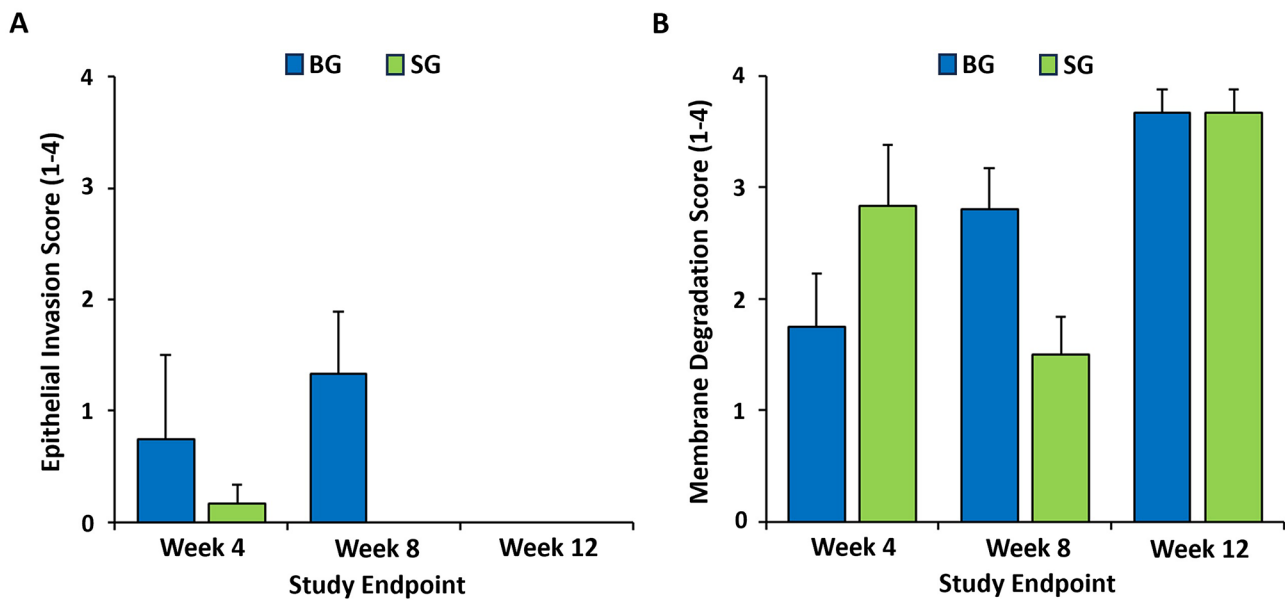 A
BG SG
Epithelial Invasion Score (1-4)
4
3
2
1
0
Week 4 Week 8 Week 12
Study Endpoint
B
BG SG
Membrane Degradation Score (1-4)
4
3
2
1
0
Week 4 Week 8 Week 12
Study Endpoint